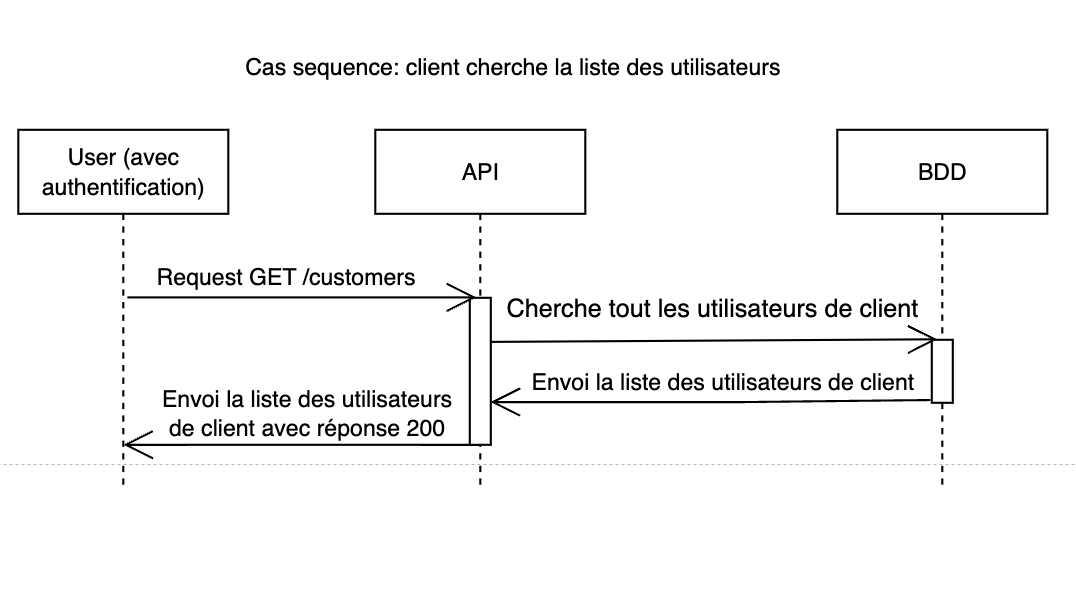 Cas sequence: client cherche la liste des utilisateurs
User (avec
authentification)
API
BDD
Request GET /customers
Cherche tout les utilisateurs de client
Envoi la liste des utilisateurs de client
Envoi la liste des utilisateurs
de client avec réponse 200